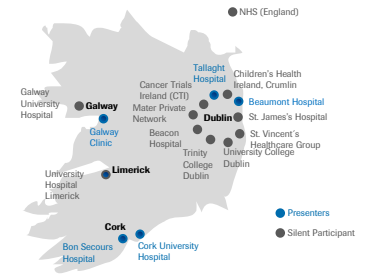 NHS (England)
Tallaght
Hospital
Children's Health
Ireland, Crumlin
Cancer Trials
Ireland (CTI)
Mater Private
Network
Beaumont Hospital
Galway
University
Hospital
Galway
Dublin
St. James's Hospital
Galway
Clinic
Beacon
Hospital
St. Vincent's
Healthcare Group
Trinity
College
Dublin
University College
Dublin
University
Hospital
Limerick
Limerick
Presenters
Silent Participant
Cork
Bon Secours
Hospital
Cork University
Hospital